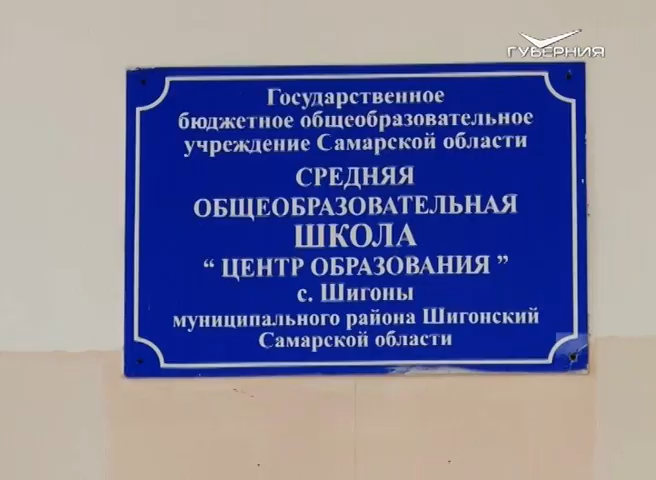 ГУБЕРНИЯ
Государственное
бюджетное общеобразовательное
учреждение Самарской области
СРЕДНЯЯ
ОБЩЕОБРАЗОВАТЕЛЬНАЯ
ШКОЛА
“ ЦЕНТР ОБРАЗОВАНИЯ ”
с. Шигоны
муниципального района Шигонский
Самарской области